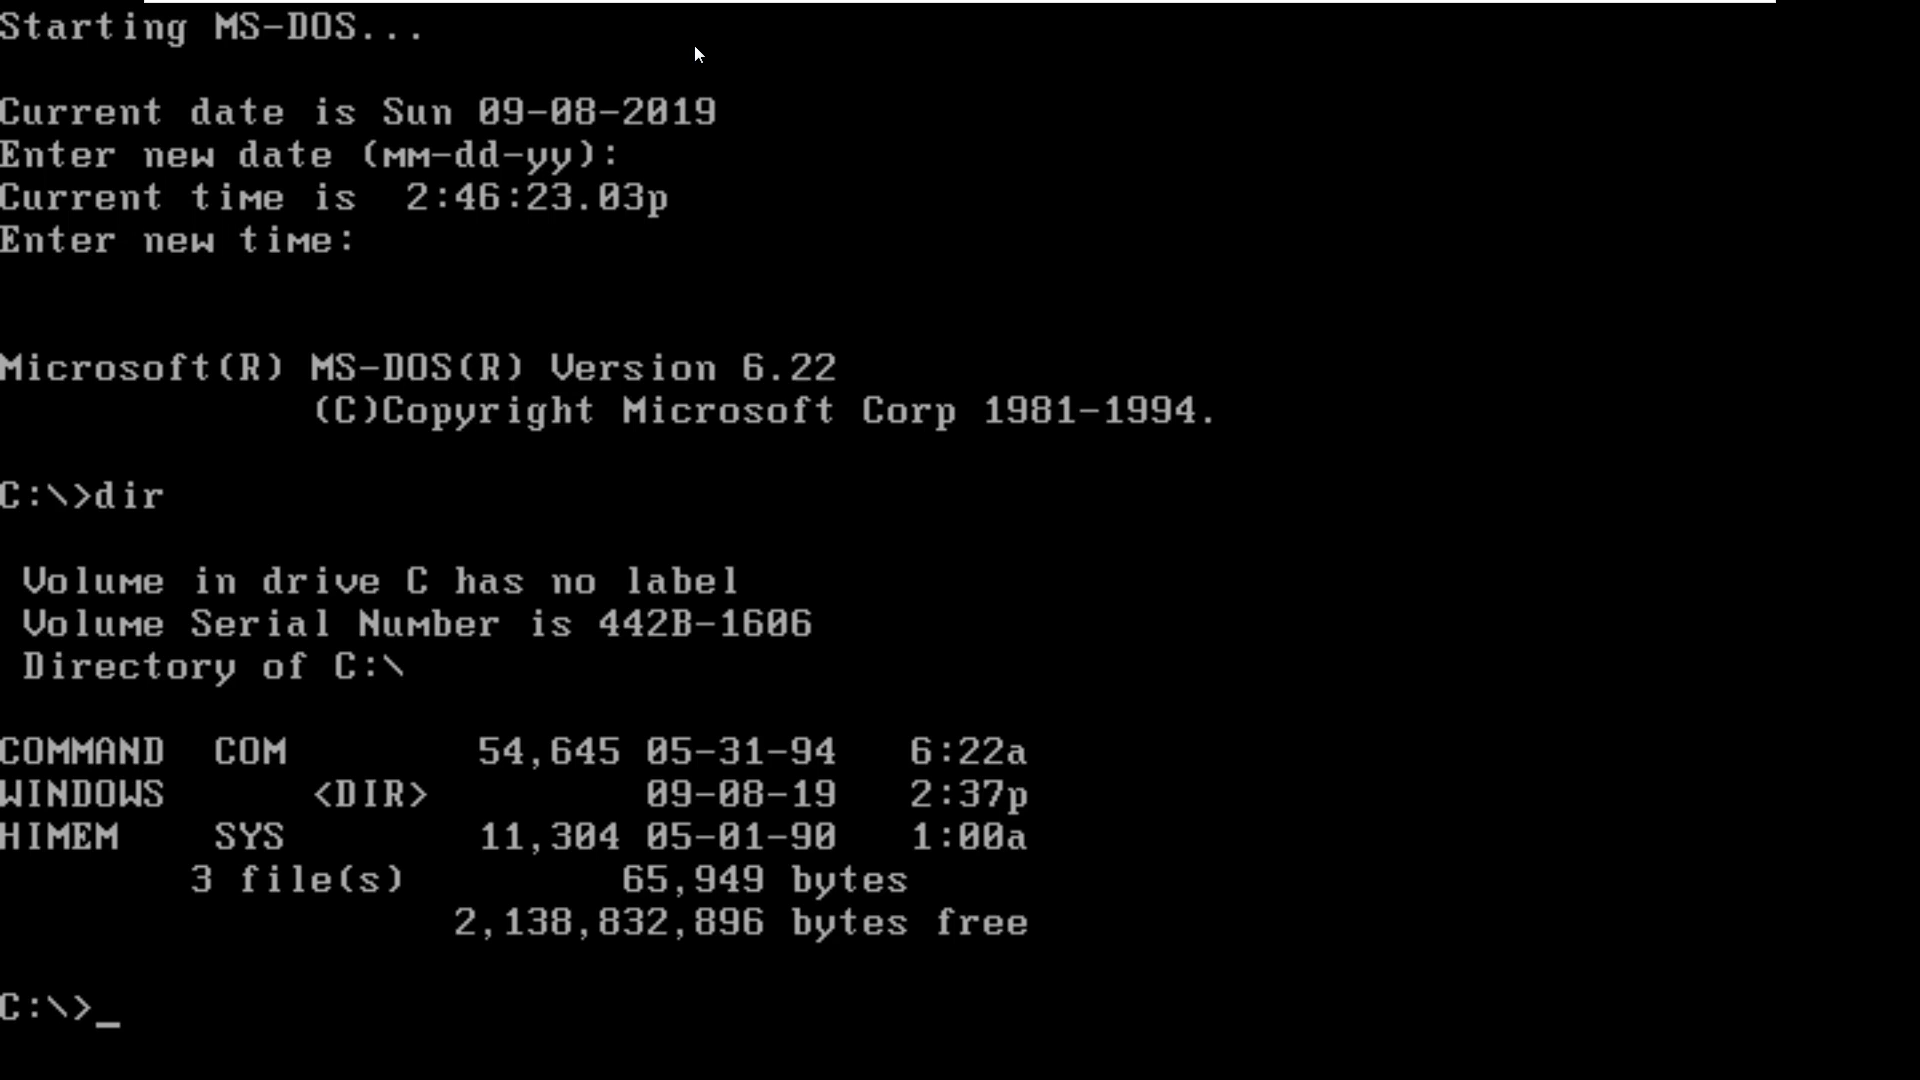 Starting MS-DOS...
Current date is Sun 09-08-2019
Enter new date (mm-dd-yy):
Current time is  2:46:23.03p
Enter new time:
Microsoft(R) MS-DOS(R) Version 6.22
(C)Copyright Microsoft Corp 1981-1994.
C:\>dir
Volume in drive C has no label
Volume Serial Number is 442B-1606
Directory of C:\
COMMAND  COM        54,645 05-31-94   6:22a
WINDOWS      <DIR>         09-08-19   2:37p
HIMEM    SYS        11,304 05-01-90   1:00a
3 file(s)         65,949 bytes
2,138,832,896 bytes free
C:\>_